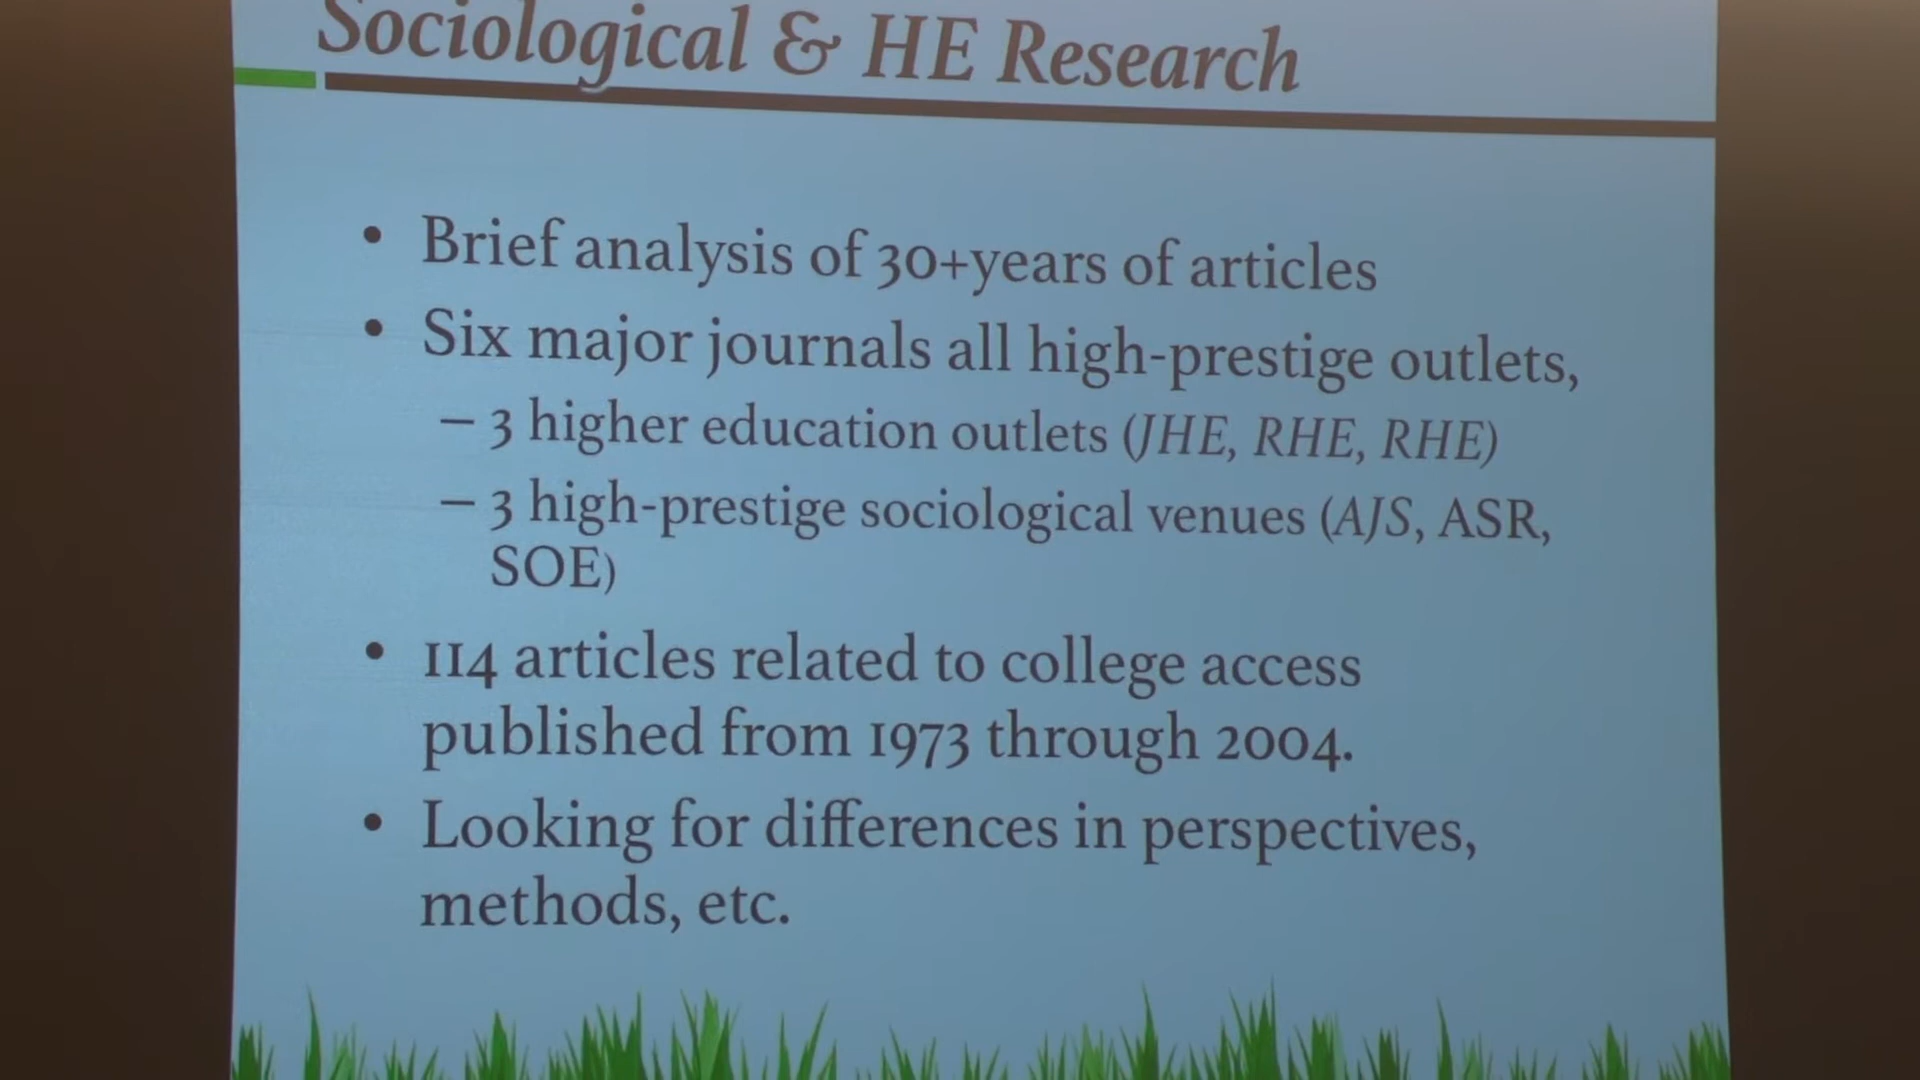 Sociological & HE Research
• Brief analysis of 30+years of articles
• Six major journals all high-prestige outlets,
– 3 higher education outlets (JHE, RHE, RHE)
– 3 high-prestige sociological venues (AJS, ASR,
SOE)
• 114 articles related to college access
published from 1973 through 2004.
• Looking for differences in perspectives,
methods, etc.